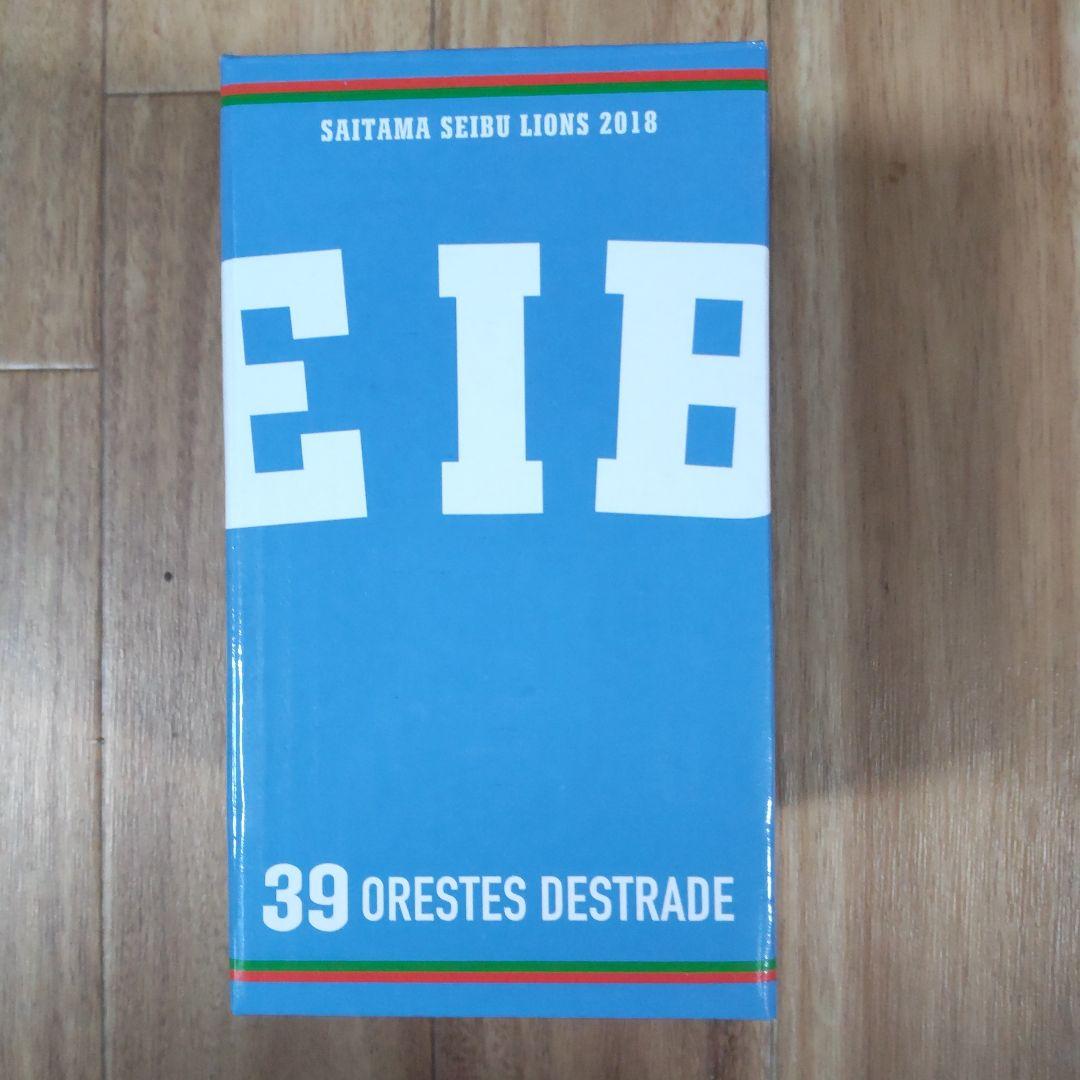 SAITAMA SEIBU LIONS 2018
EIB
39 ORESTES DESTRADE